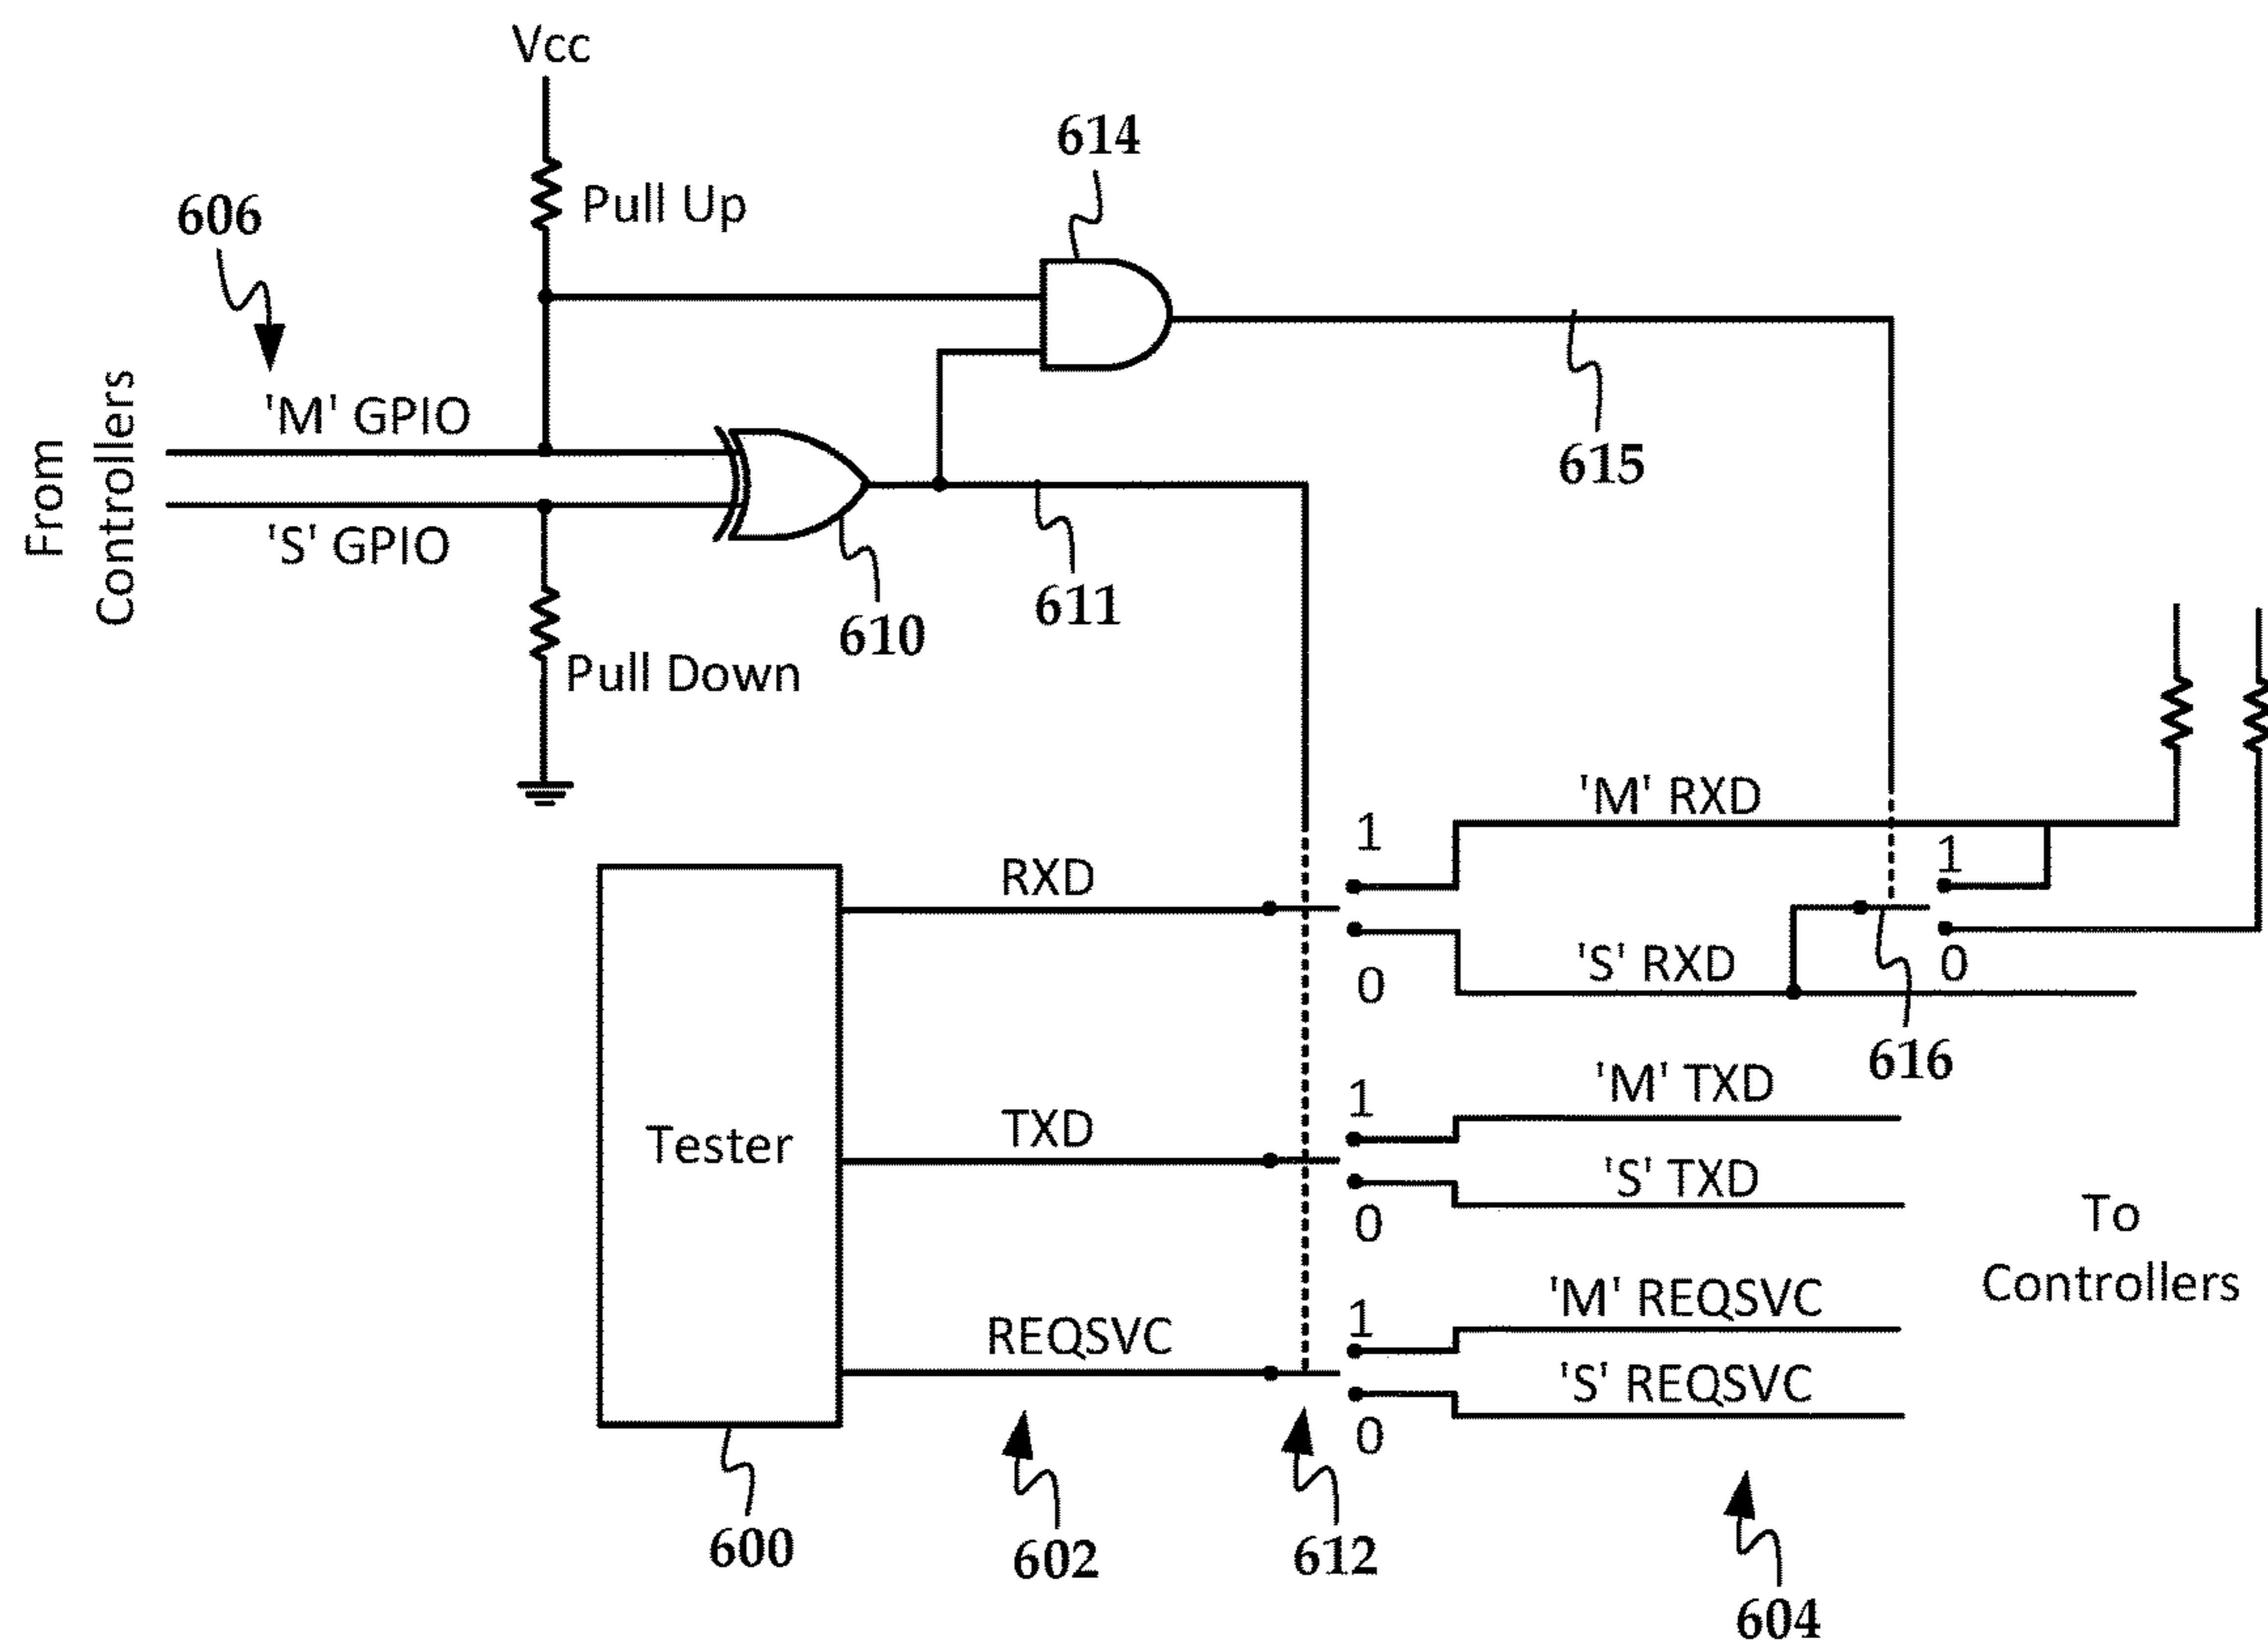 Vcc
614
Pull Up
606
From
Controllers
'M' GPIO
'S' GPIO
615
611
610
Pull Down
'M' RXD
1
1
RXD
'S' RXD
0
0
616
'M' TXD
1
TXD
Tester
'S' TXD
0
To
Controllers
'M' REQSVC
1
REQSVC
'S' REQSVC
0
600
602
612
604